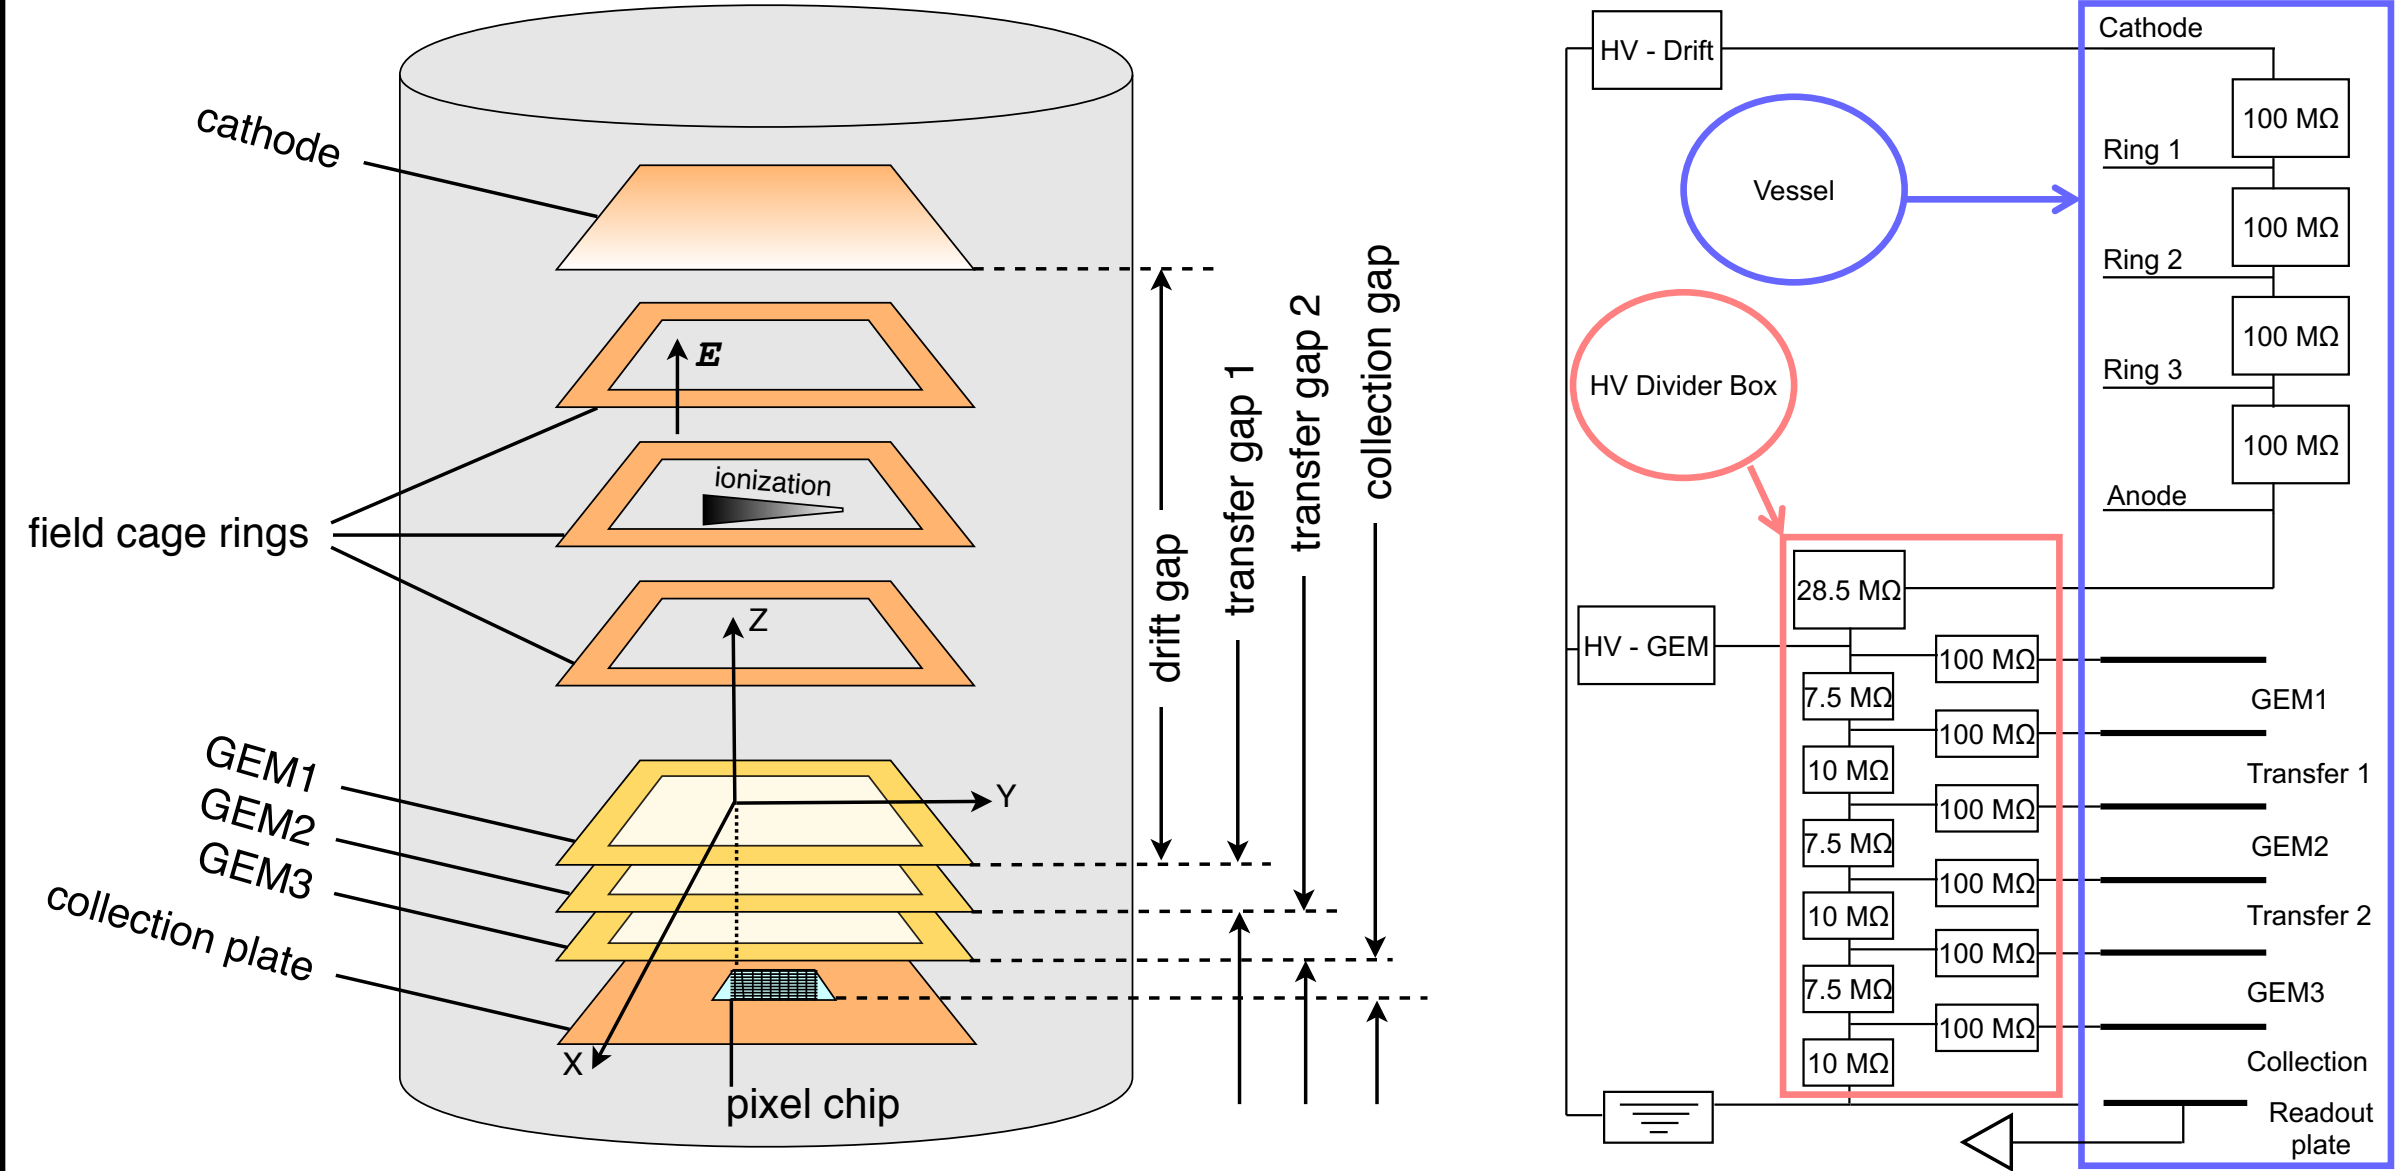 cathode
field cage rings
GEM1
GEM2
GEM3
collection plate
E
ionization
Z
Y
X
pixel chip
drift gap
transfer gap 1
transfer gap 2
collection gap
HV - Drift
Vessel
HV Divider Box
HV - GEM
Cathode
100 MΩ
Ring 1
100 MΩ
Ring 2
100 MΩ
Ring 3
100 MΩ
Anode
28.5 MΩ
100 MΩ
7.5 MΩ
GEM1
100 MΩ
10 MΩ
Transfer 1
100 MΩ
7.5 MΩ
GEM2
100 MΩ
10 MΩ
Transfer 2
100 MΩ
7.5 MΩ
GEM3
100 MΩ
10 MΩ
Collection
Readout
plate